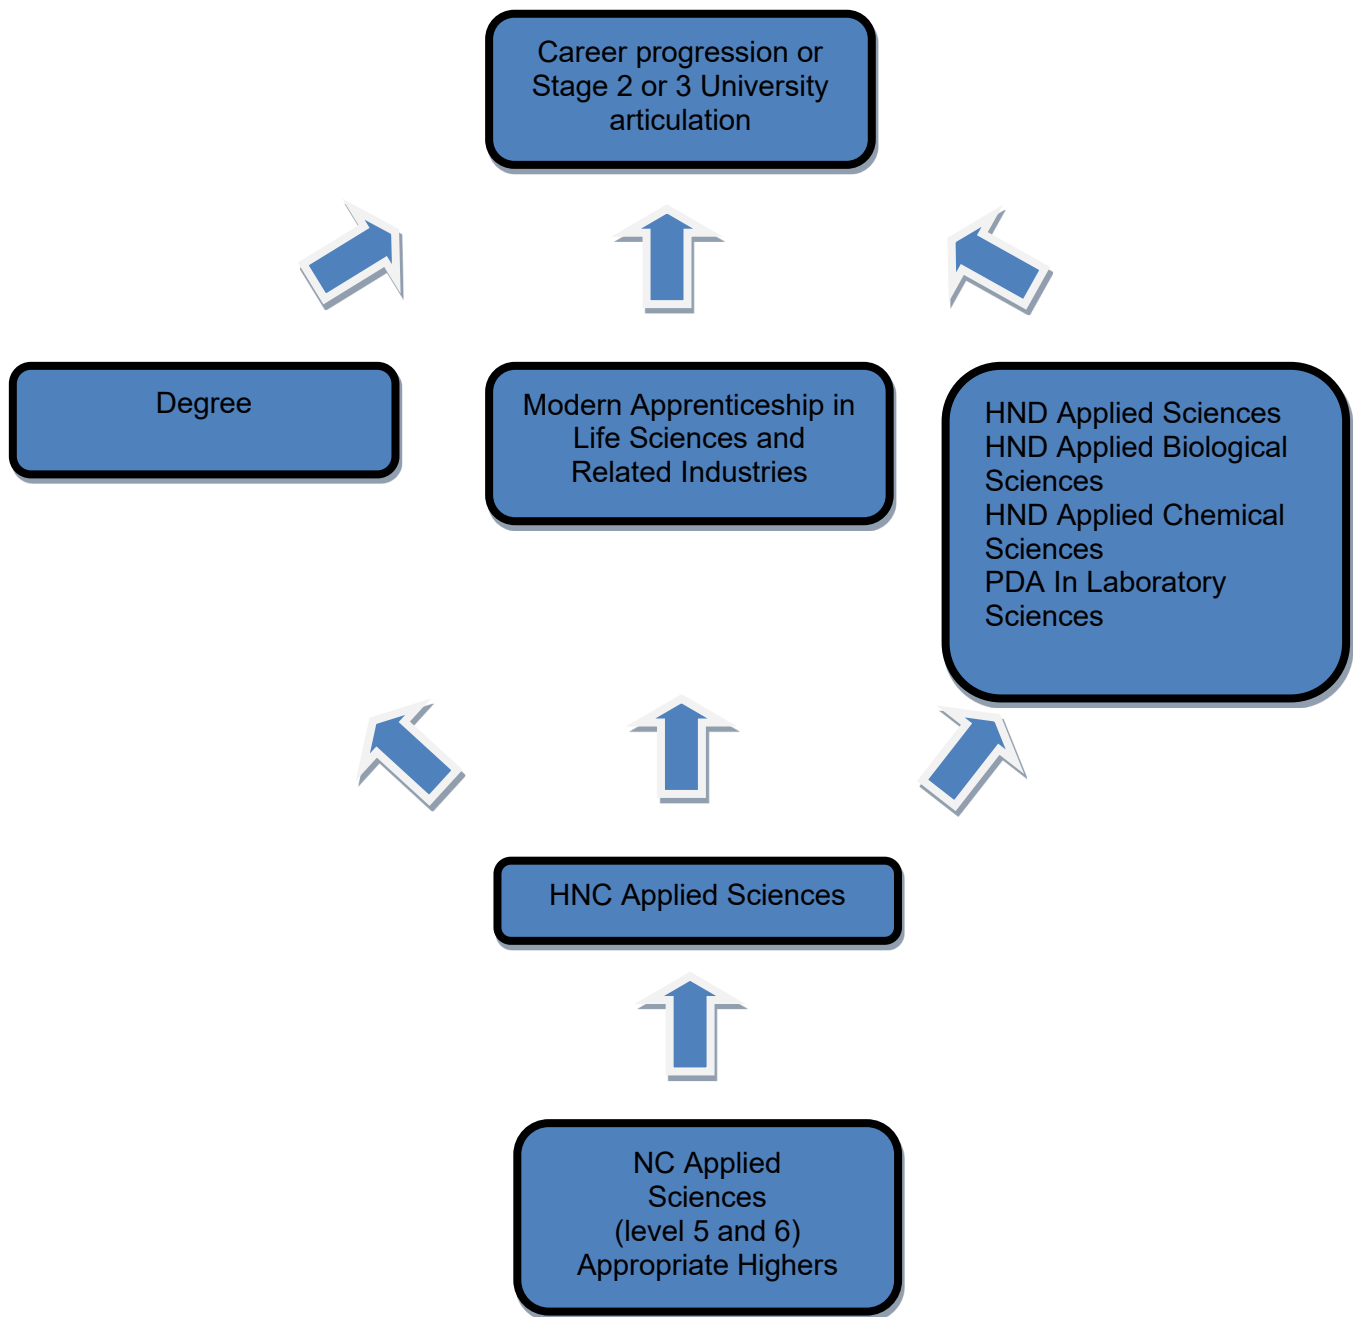 Career progression or
Stage 2 or 3 University
articulation
Degree
Modern Apprenticeship in
Life Sciences and
Related Industries
HND Applied Sciences
HND Applied Biological
Sciences
HND Applied Chemical
Sciences
PDA In Laboratory
Sciences
HNC Applied Sciences
NC Applied
Sciences
(level 5 and 6)
Appropriate Highers